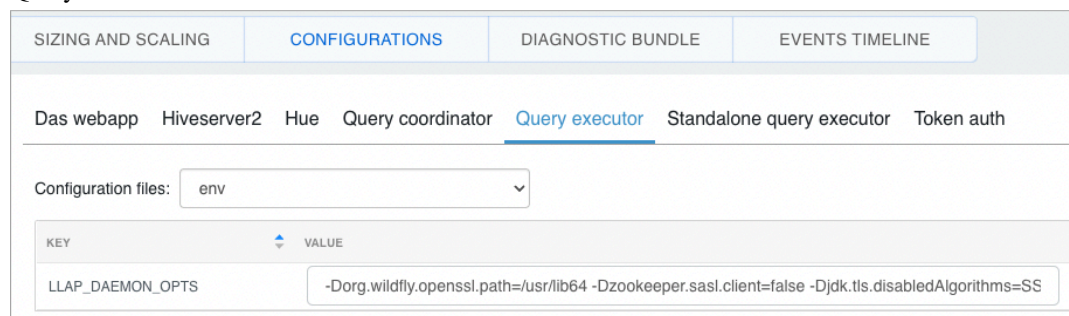 SIZING AND SCALING CONFIGURATIONS DIAGNOSTIC BUNDLE EVENTS TIMELINE
Das webapp Hiveserver2 Hue Query coordinator Query executor Standalone query executor Token auth
Configuration files: env
KEY VALUE
LLAP_DAEMON_OPTS -Dorg.wildfly.openssl.path=/usr/lib64 -Dzookeeper.sasl.client=false -Djdk.tls.disabledAlgorithms=SS